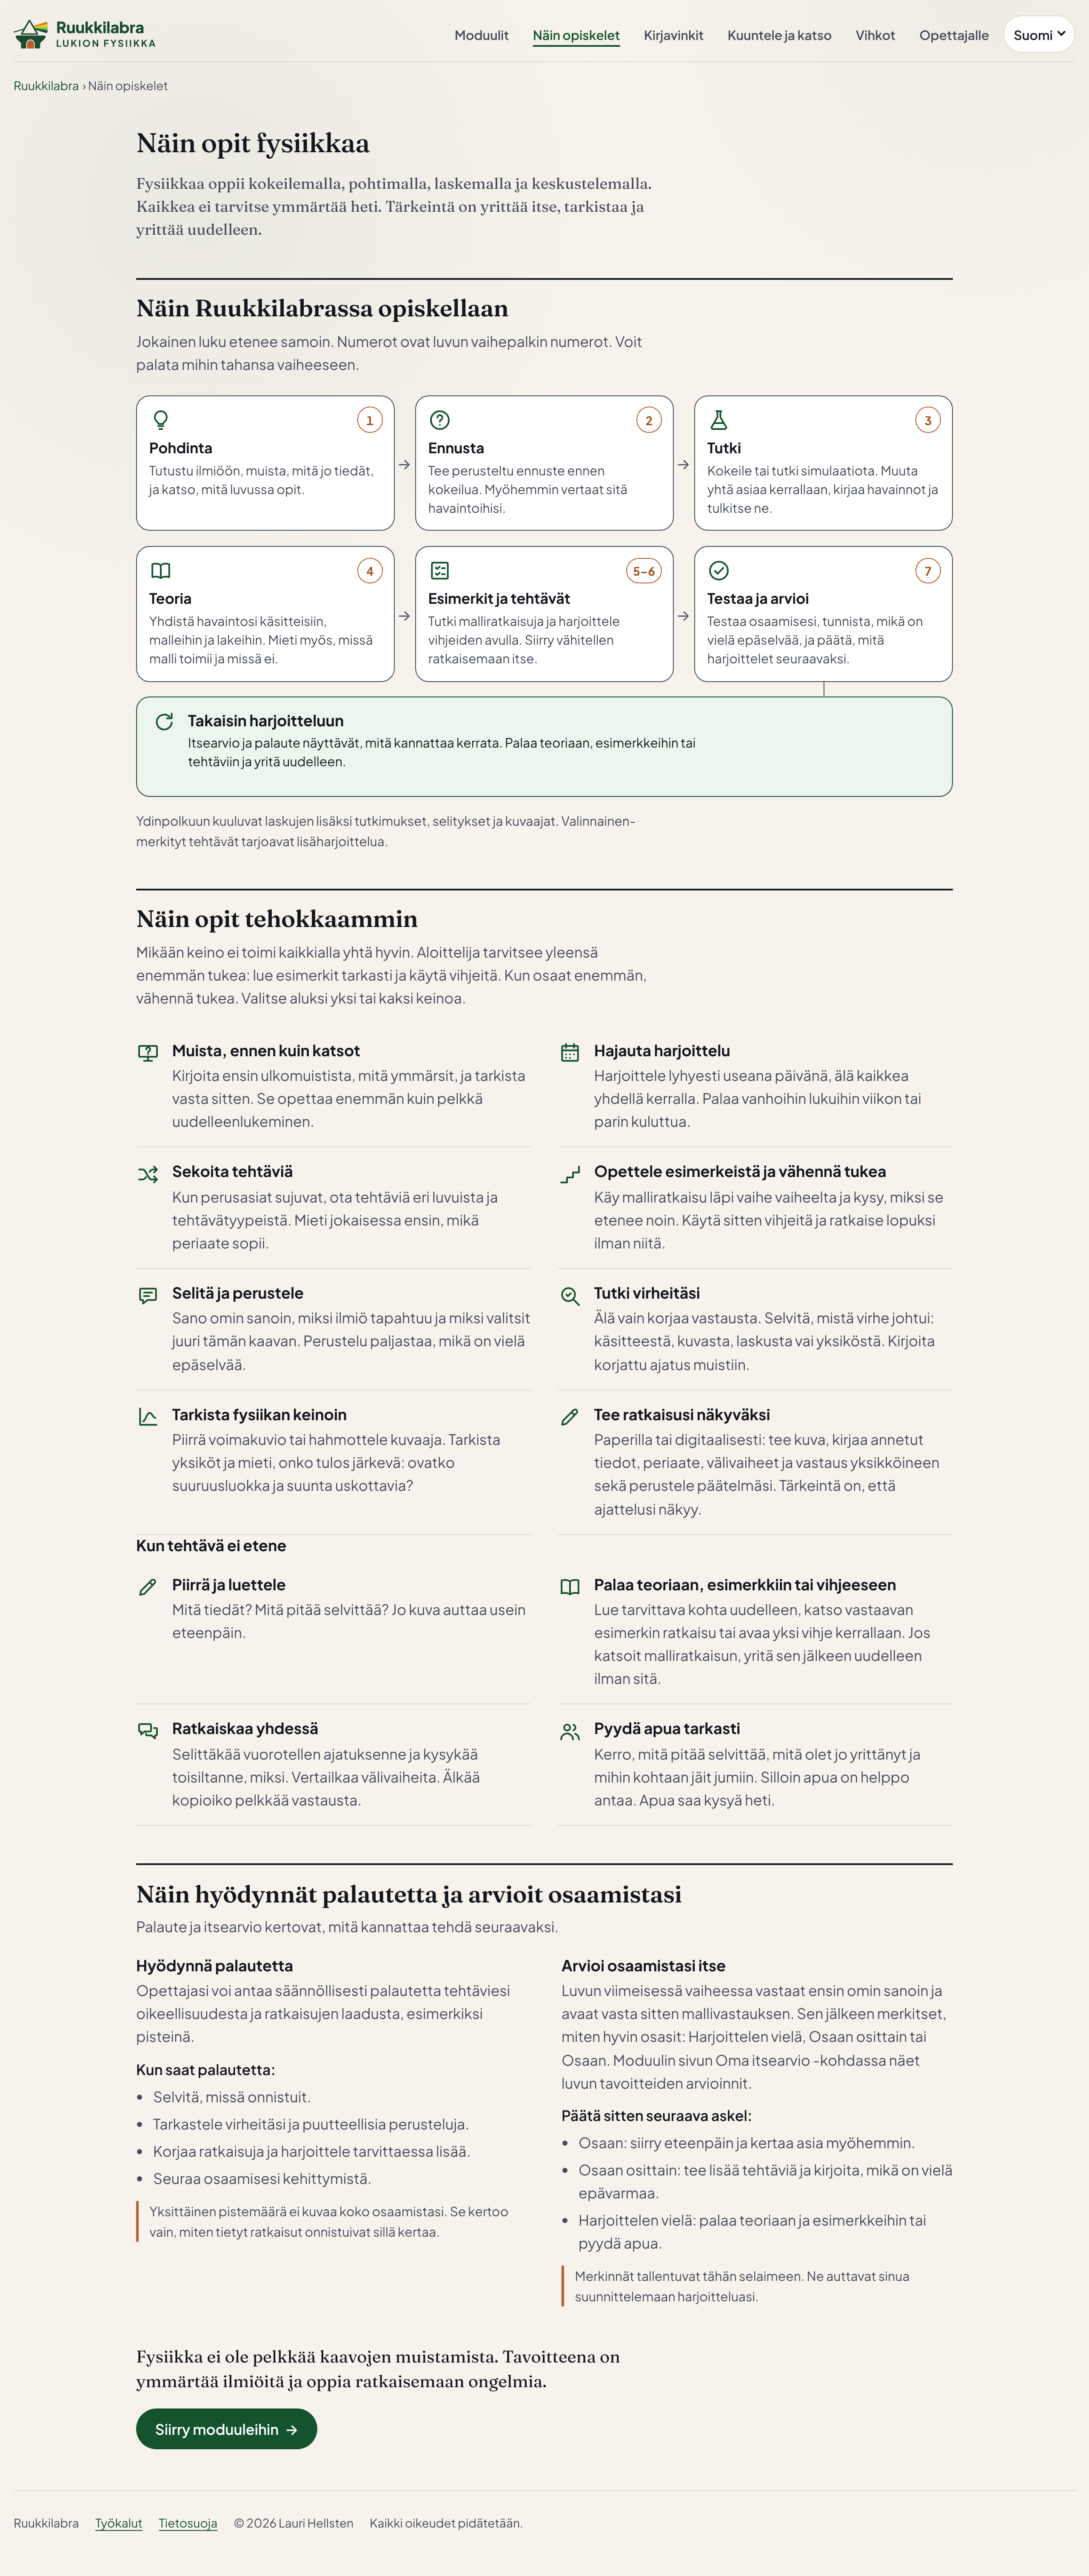 Ruukkilabra
LUKION FYSIIKKA
Moduulit
Näin opiskelet
Kirjavinkit
Kuuntele ja katso
Vihkot
Opettajalle
Suomi
Ruukkilabra › Näin opiskelet
Näin opit fysiikkaa
Fysiikkaa oppii kokeilemalla, pohtimalla, laskemalla ja keskustelemalla.
Kaikkea ei tarvitse ymmärtää heti. Tärkeintä on yrittää itse, tarkistaa ja
yrittää uudelleen.
Näin Ruukkilabrassa opiskellaan
Jokainen luku etenee samoin. Numerot ovat luvun vaihepalkin numerot. Voit
palata mihin tahansa vaiheeseen.
1
Pohdinta
Tutustu ilmiöön, muista, mitä jo tiedät,
ja katso, mitä luvussa opit.
→
2
Ennusta
Tee perusteltu ennuste ennen
kokeilua. Myöhemmin vertaat sitä
havaintoihisi.
→
3
Tutki
Kokeile tai tutki simulaatiota. Muuta
yhtä asiaa kerrallaan, kirjaa havainnot ja
tulkitse ne.
4
Teoria
Yhdistä havaintosi käsitteisiin,
malleihin ja lakeihin. Mieti myös, missä
malli toimii ja missä ei.
→
5–6
Esimerkit ja tehtävät
Tutki malliratkaisuja ja harjoittele
vihjeiden avulla. Siirry vähitellen
ratkaisemaan itse.
→
7
Testaa ja arvioi
Testaa osaamisesi, tunnista, mikä on
vielä epäselvää, ja päätä, mitä
harjoittelet seuraavaksi.
Takaisin harjoitteluun
Itsearvio ja palaute näyttävät, mitä kannattaa kerrata. Palaa teoriaan, esimerkkeihin tai
tehtäviin ja yritä uudelleen.
Ydinpolkuun kuuluvat laskujen lisäksi tutkimukset, selitykset ja kuvaajat. Valinnainen-
merkityt tehtävät tarjoavat lisäharjoittelua.
Näin opit tehokkaammin
Mikään keino ei toimi kaikkialla yhtä hyvin. Aloittelija tarvitsee yleensä
enemmän tukea: lue esimerkit tarkasti ja käytä vihjeitä. Kun osaat enemmän,
vähennä tukea. Valitse aluksi yksi tai kaksi keinoa.
Muista, ennen kuin katsot
Kirjoita ensin ulkomuistista, mitä ymmärsit, ja tarkista
vasta sitten. Se opettaa enemmän kuin pelkkä
uudelleenlukeminen.
Hajauta harjoittelu
Harjoittele lyhyesti useana päivänä, älä kaikkea
yhdellä kerralla. Palaa vanhoihin lukuihin viikon tai
parin kuluttua.
Sekoita tehtäviä
Kun perusasiat sujuvat, ota tehtäviä eri luvuista ja
tehtävätyypeistä. Mieti jokaisessa ensin, mikä
periaate sopii.
Opettele esimerkeistä ja vähennä tukea
Käy malliratkaisu läpi vaihe vaiheelta ja kysy, miksi se
etenee noin. Käytä sitten vihjeitä ja ratkaise lopuksi
ilman niitä.
Selitä ja perustele
Sano omin sanoin, miksi ilmiö tapahtuu ja miksi valitsit
juuri tämän kaavan. Perustelu paljastaa, mikä on vielä
epäselvää.
Tutki virheitäsi
Älä vain korjaa vastausta. Selvitä, mistä virhe johtui:
käsitteestä, kuvasta, laskusta vai yksiköstä. Kirjoita
korjattu ajatus muistiin.
Tarkista fysiikan keinoin
Piirrä voimakuvio tai hahmottele kuvaaja. Tarkista
yksiköt ja mieti, onko tulos järkevä: ovatko
suuruusluokka ja suunta uskottavia?
Tee ratkaisusi näkyväksi
Paperilla tai digitaalisesti: tee kuva, kirjaa annetut
tiedot, periaate, välivaiheet ja vastaus yksikköineen
sekä perustele päätelmäsi. Tärkeintä on, että
ajattelusi näkyy.
Kun tehtävä ei etene
Piirrä ja luettele
Mitä tiedät? Mitä pitää selvittää? Jo kuva auttaa usein
eteenpäin.
Palaa teoriaan, esimerkkiin tai vihjeeseen
Lue tarvittava kohta uudelleen, katso vastaavan
esimerkin ratkaisu tai avaa yksi vihje kerrallaan. Jos
katsoit malliratkaisun, yritä sen jälkeen uudelleen
ilman sitä.
Ratkaiskaa yhdessä
Selittäkää vuorotellen ajatuksenne ja kysykää
toisiltanne, miksi. Vertailkaa välivaiheita. Älkää
kopioiko pelkkää vastausta.
Pyydä apua tarkasti
Kerro, mitä pitää selvittää, mitä olet jo yrittänyt ja
mihin kohtaan jäit jumiin. Silloin apua on helppo
antaa. Apua saa kysyä heti.
Näin hyödynnät palautetta ja arvioit osaamistasi
Palaute ja itsearvio kertovat, mitä kannattaa tehdä seuraavaksi.
Hyödynnä palautetta
Opettajasi voi antaa säännöllisesti palautetta tehtäviesi
oikeellisuudesta ja ratkaisujen laadusta, esimerkiksi
pisteinä.
Kun saat palautetta:
• Selvitä, missä onnistuit.
• Tarkastele virheitäsi ja puutteellisia perusteluja.
• Korjaa ratkaisuja ja harjoittele tarvittaessa lisää.
• Seuraa osaamisesi kehittymistä.
Yksittäinen pistemäärä ei kuvaa koko osaamistasi. Se kertoo
vain, miten tietyt ratkaisut onnistuivat sillä kertaa.
Arvioi osaamistasi itse
Luvun viimeisessä vaiheessa vastaat ensin omin sanoin ja
avaat vasta sitten mallivastauksen. Sen jälkeen merkitset,
miten hyvin osasit: Harjoittelen vielä, Osaan osittain tai
Osaan. Moduulin sivun Oma itsearvio -kohdassa näet
luvun tavoitteiden arvioinnit.
Päätä sitten seuraava askel:
• Osaan: siirry eteenpäin ja kertaa asia myöhemmin.
• Osaan osittain: tee lisää tehtäviä ja kirjoita, mikä on vielä
epävarmaa.
• Harjoittelen vielä: palaa teoriaan ja esimerkkeihin tai
pyydä apua.
Merkinnät tallentuvat tähän selaimeen. Ne auttavat sinua
suunnittelemaan harjoitteluasi.
Fysiikka ei ole pelkkää kaavojen muistamista. Tavoitteena on
ymmärtää ilmiöitä ja oppia ratkaisemaan ongelmia.
Siirry moduuleihin →
Ruukkilabra
Työkalut
Tietosuoja
© 2026 Lauri Hellsten
Kaikki oikeudet pidätetään.